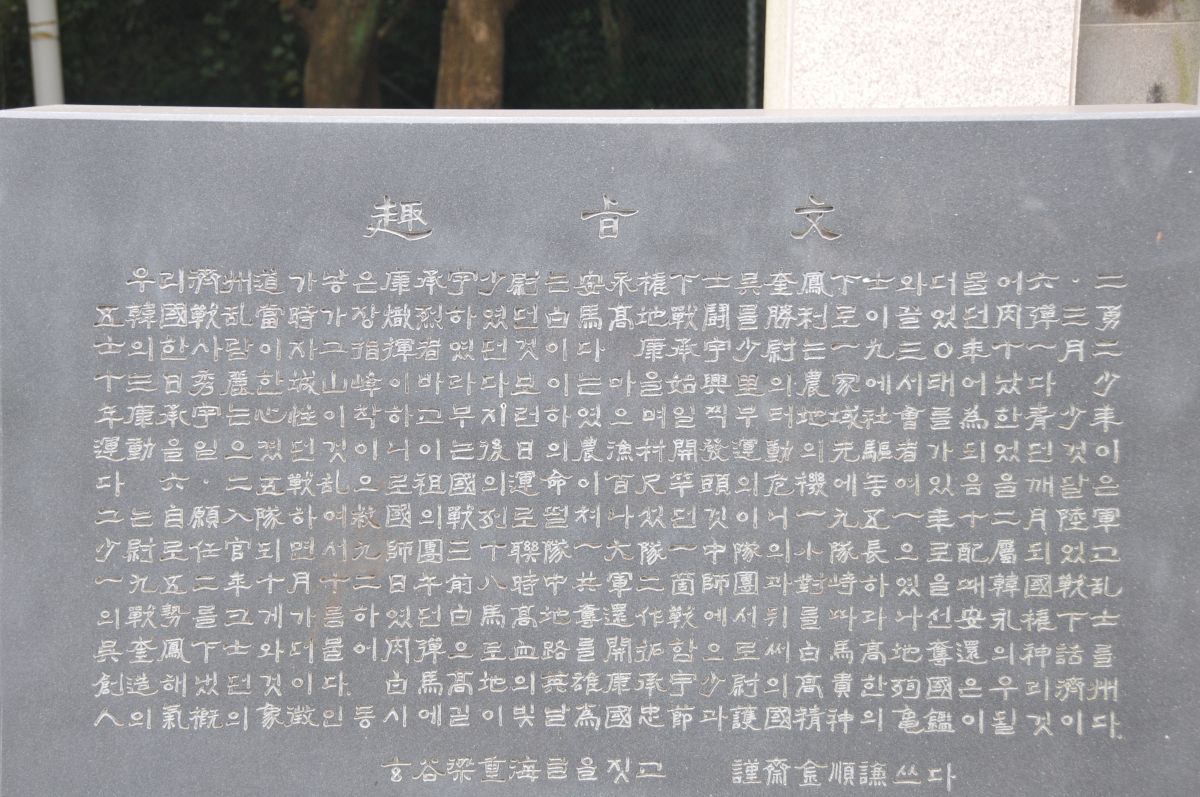 趣旨文
우리濟州道가낳은康承宇少尉는安永權下士吳奎鳳下士와더불어六·二
五韓國戰乱當時가장熾烈하였던白馬高地戰鬪를勝利로이끌었던肉彈三勇
士의한사람이자그指揮者였던것이다 康承宇少尉는一九三〇年十一月二
十三日秀麗한城山峰이바라다보이는마을始興里의農家에서태어났다 少
年康承宇는心性이착하고부지런하였으며일찍부터地域社會를為한青少年
運動을일으켰던것이니이는後日의農漁村開發運動의先驅者가되었던것이
다 六·二五戰乱으로祖國의運命이百尺竿頭의危機에놓여있음을깨달은
그는自願入隊하여救國의戰列로떨쳐나섰던것이니一九五一年十二月陸軍
少尉로任官되면서九師團三十聯隊一六隊一中隊의小隊長으로配屬되었고
一九五二年十月十二日午前八時中共軍二箇師團과對峙하였을때韓國戰乱
의戰勢를크게가름하였던白馬高地奪還作戰에서뒤를따라나선安永權下士
吳奎鳳下士와더불어肉彈으로血路를開拓함으로써白馬高地奪還의神話를
創造해냈던것이다. 白馬高地의英雄康承宇少尉의高貴한殉國은우리濟州
人의氣槪의象徵인동시에길이빛날為國忠節과護國精神의龜鑑이될것이다.
玄谷梁重海글을짓고 謹齋金順謙쓰다